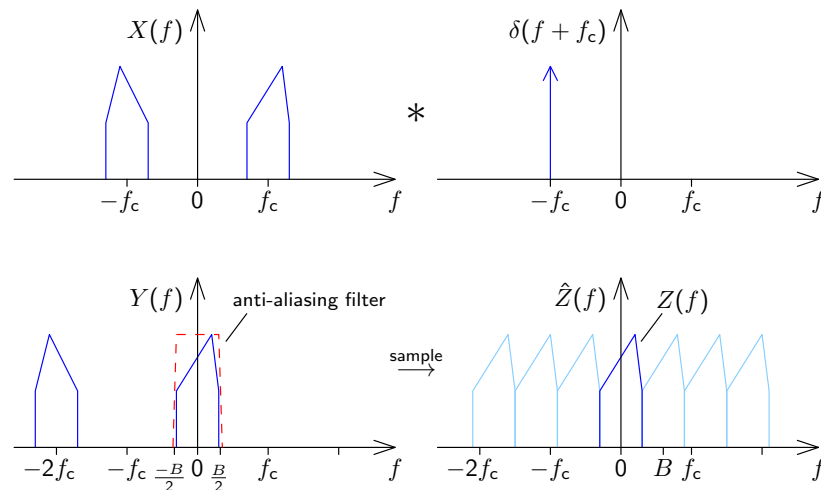 X(f)
δ(f + f_c)
*
−f_c 0 f_c f
−f_c 0 f_c f
Y(f)
anti-aliasing filter
Ẑ(f)
Z(f)
sample
→
−2f_c −f_c −B/2 0 B/2 f_c f
−2f_c −f_c 0 B f_c f